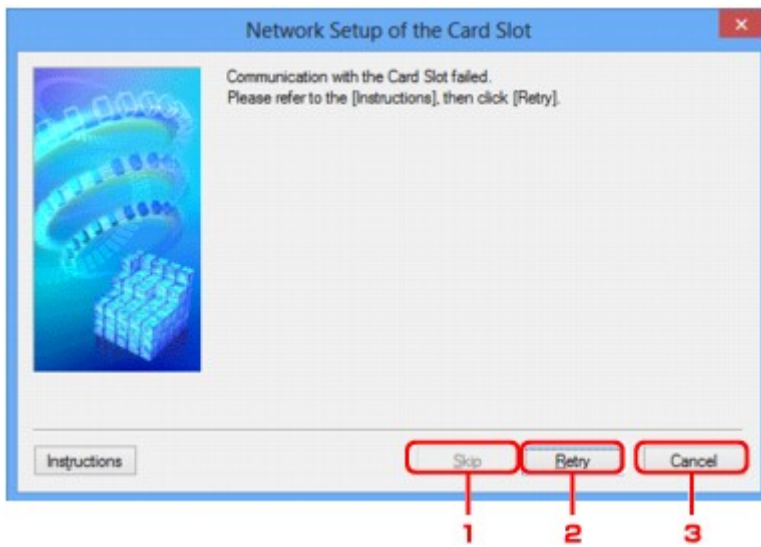 Network Setup of the Card Slot
Communication with the Card Slot failed.
Please refer to the [Instructions], then click [Retry].
Instructions
Skip
Retry
Cancel
1
2
3